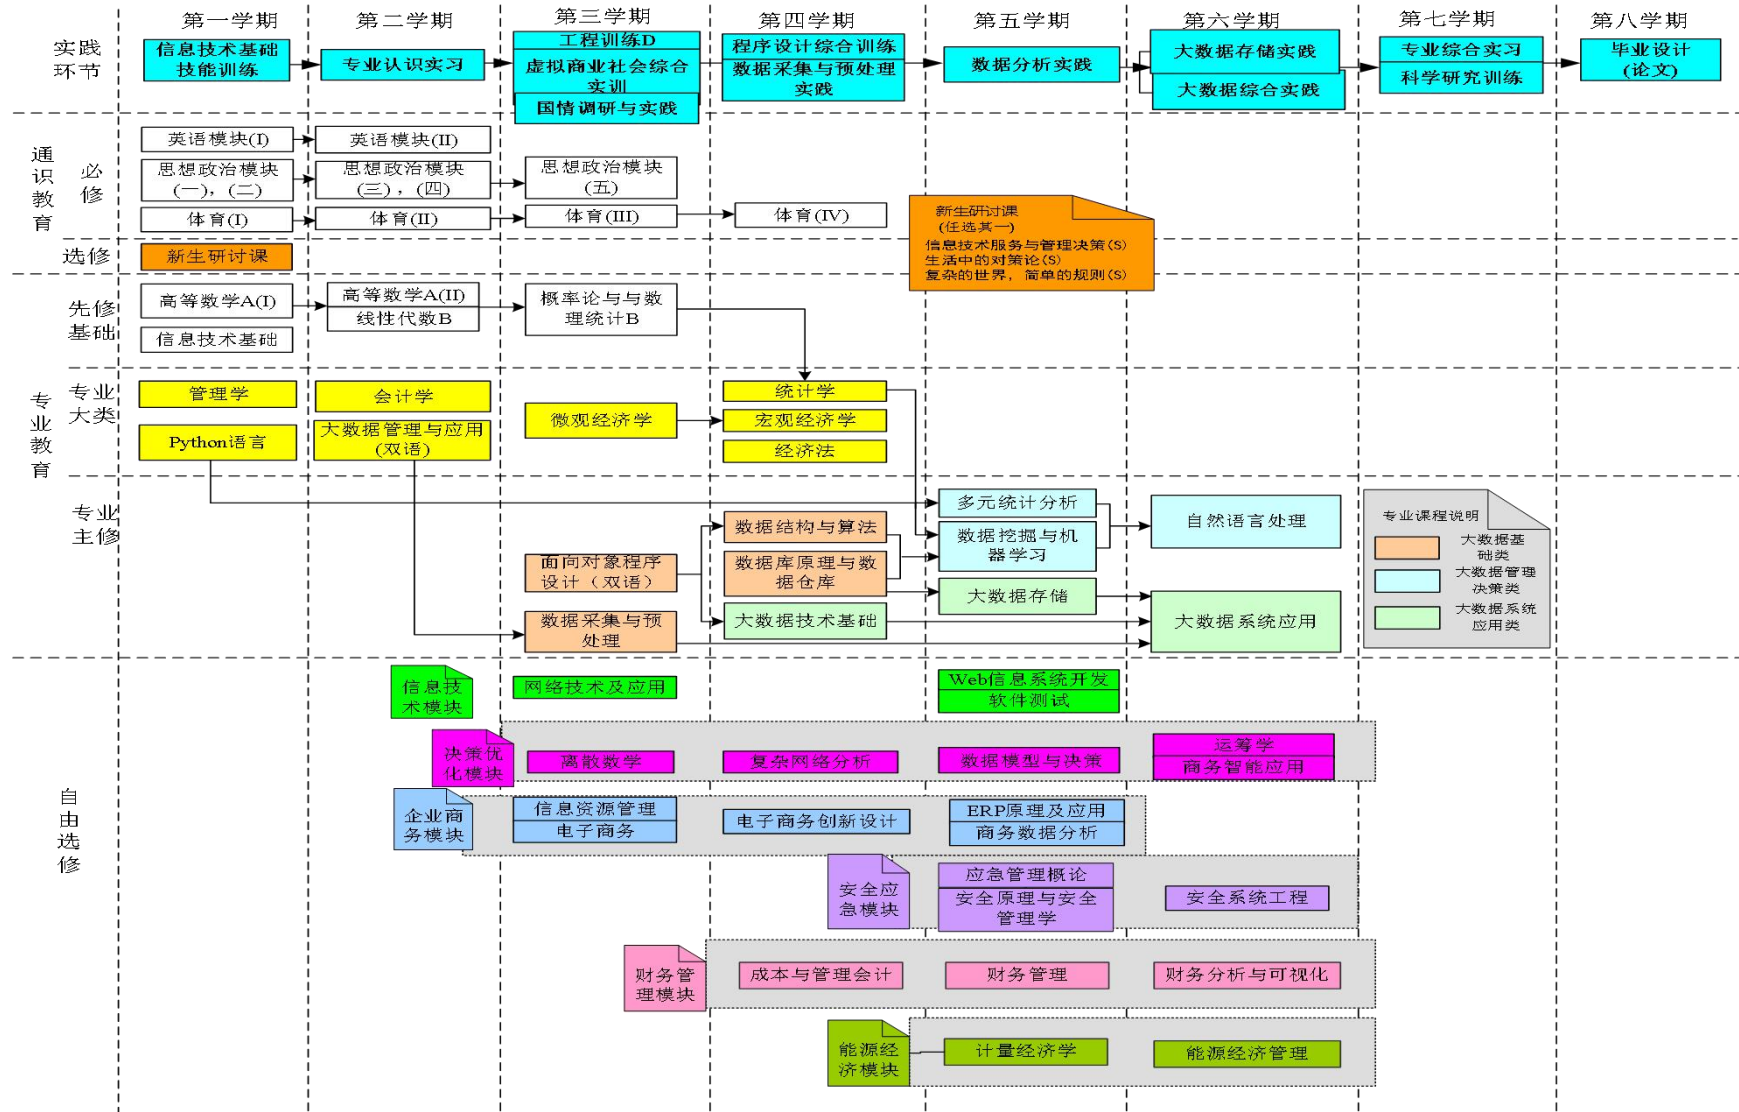 第一学期
第二学期
第三学期
第四学期
第五学期
第六学期
第七学期
第八学期
实践
环节
信息技术基础
技能训练
专业认识实习
工程训练D
虚拟商业社会综合
实训
国情调研与实践
程序设计综合训练
数据采集与预处理
实践
数据分析实践
大数据存储实践
大数据综合实践
专业综合实习
科学研究训练
毕业设计
(论文)
通
识
教
育
必
修
英语模块(I)
英语模块(II)
思想政治模块
(一)，(二)
思想政治模块
(三)，(四)
思想政治模块
(五)
体育(I)
体育(II)
体育(III)
体育(IV)
新生研讨课
(任选其一)
信息技术服务与管理决策(S)
生活中的对策论(S)
复杂的世界，简单的规则(S)
选修
新生研讨课
先修
基础
高等数学A(I)
信息技术基础
高等数学A(II)
线性代数B
概率论与与数
理统计B
专
业
教
育
专业
大类
管理学
Python语言
会计学
大数据管理与应用
(双语)
微观经济学
统计学
宏观经济学
经济法
专业
主修
面向对象程序
设计（双语）
数据采集与预
处理
数据结构与算法
数据库原理与数
据仓库
大数据技术基础
多元统计分析
数据挖掘与机
器学习
大数据存储
自然语言处理
大数据系统应用
专业课程说明
大数据基
础类
大数据管理
决策类
大数据系统
应用类
自
由
选
修
信息技
术模块
网络技术及应用
Web信息系统开发
软件测试
决策优
化模块
离散数学
复杂网络分析
数据模型与决策
运筹学
商务智能应用
企业商
务模块
信息资源管理
电子商务
电子商务创新设计
ERP原理及应用
商务数据分析
安全应
急模块
应急管理概论
安全原理与安全
管理学
安全系统工程
财务管
理模块
成本与管理会计
财务管理
财务分析与可视化
能源经
济模块
计量经济学
能源经济管理